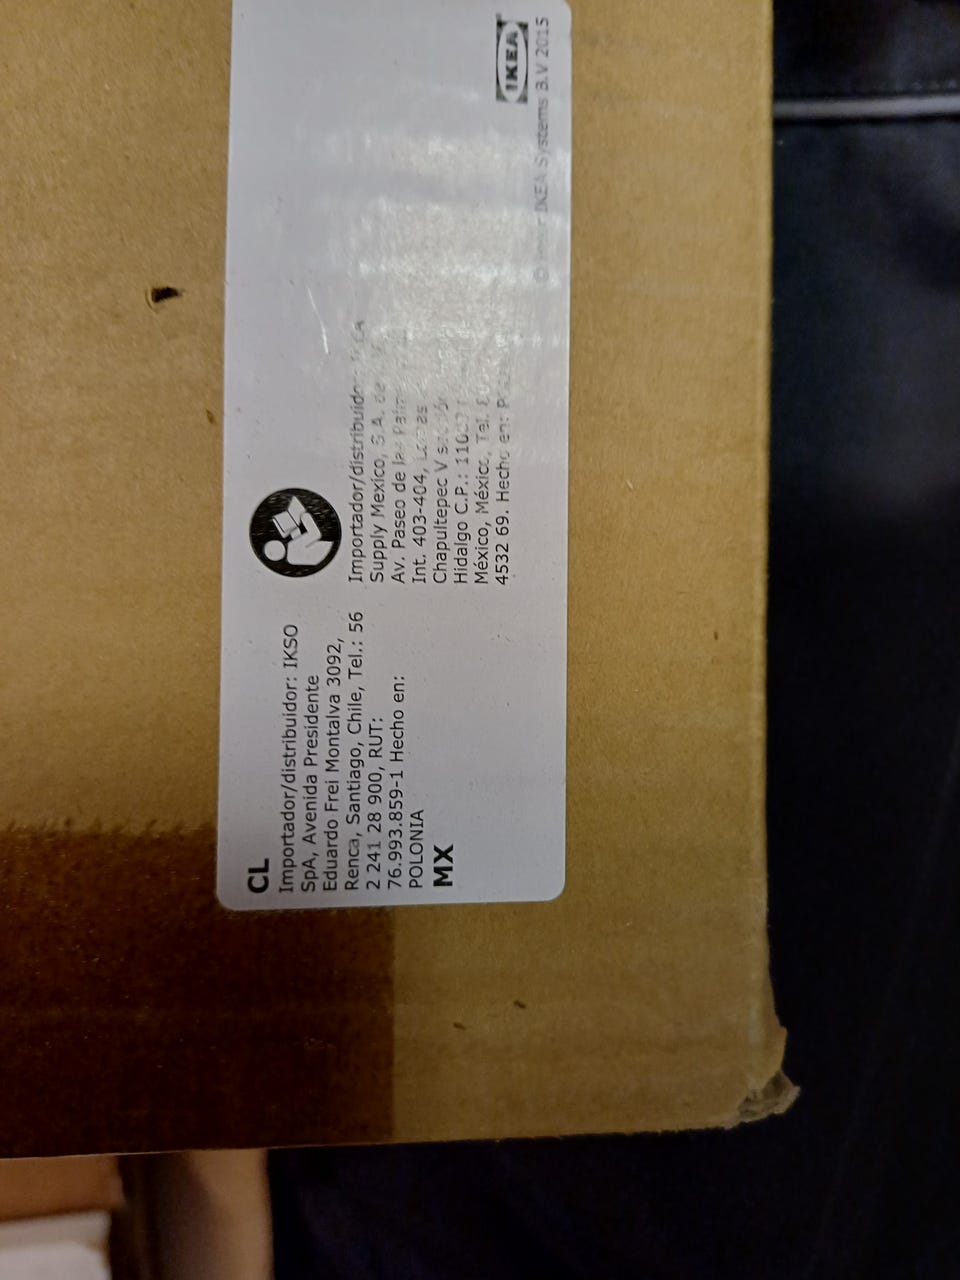 CL
Importador/distribuidor: IKSO
SpA, Avenida Presidente
Eduardo Frei Montalva 3092,
Renca, Santiago, Chile, Tel.: 56
2 241 28 900, RUT:
76.993.859-1 Hecho en:
POLONIA
MX
Importador/distribuidor:
Supply Mexico, S.A. de
Av. Paseo de las
Int. 403-404,
Chapultepec V
Hidalgo C.P.:
México, México. Tel.
4532 69. Hecho en:
IKEA
© Inter IKEA Systems B.V 2015